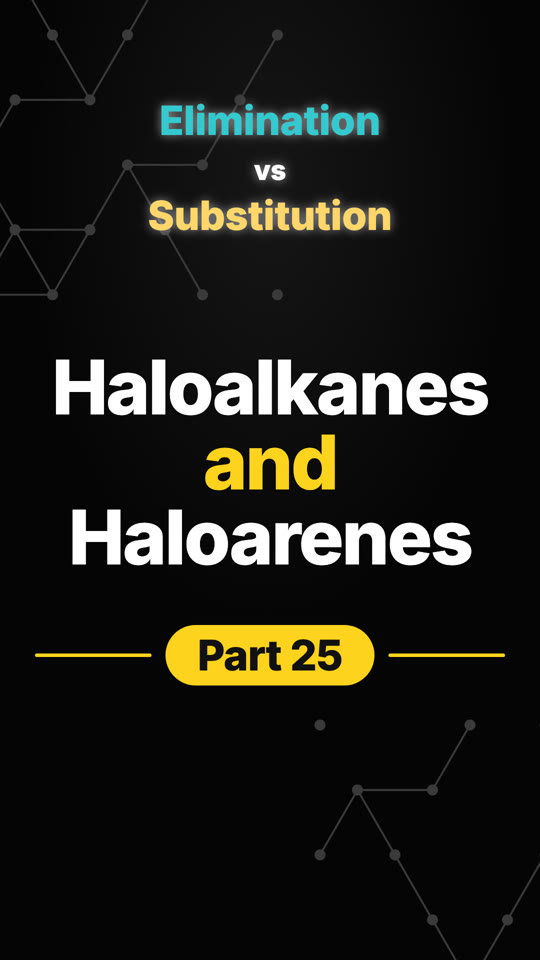 Elimination
vs
Substitution
Haloalkanes
and
Haloarenes
Part 25